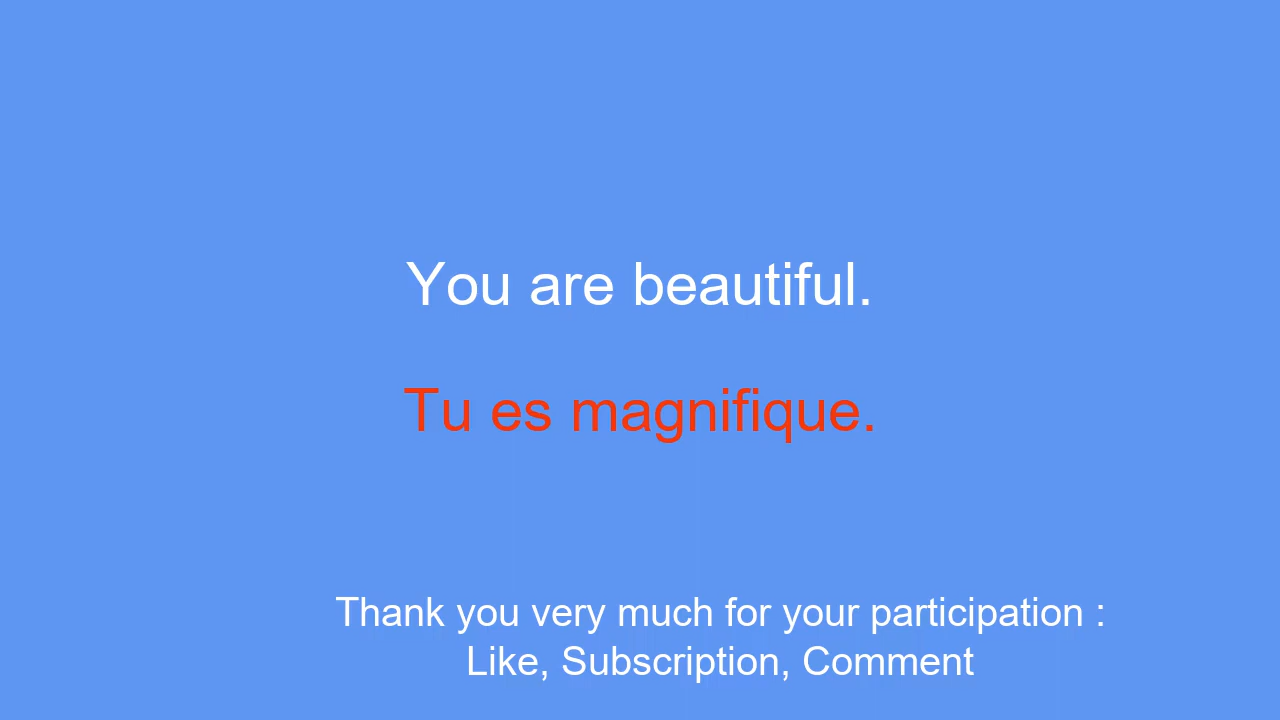 You are beautiful.
Tu es magnifique.
Thank you very much for your participation :
Like, Subscription, Comment